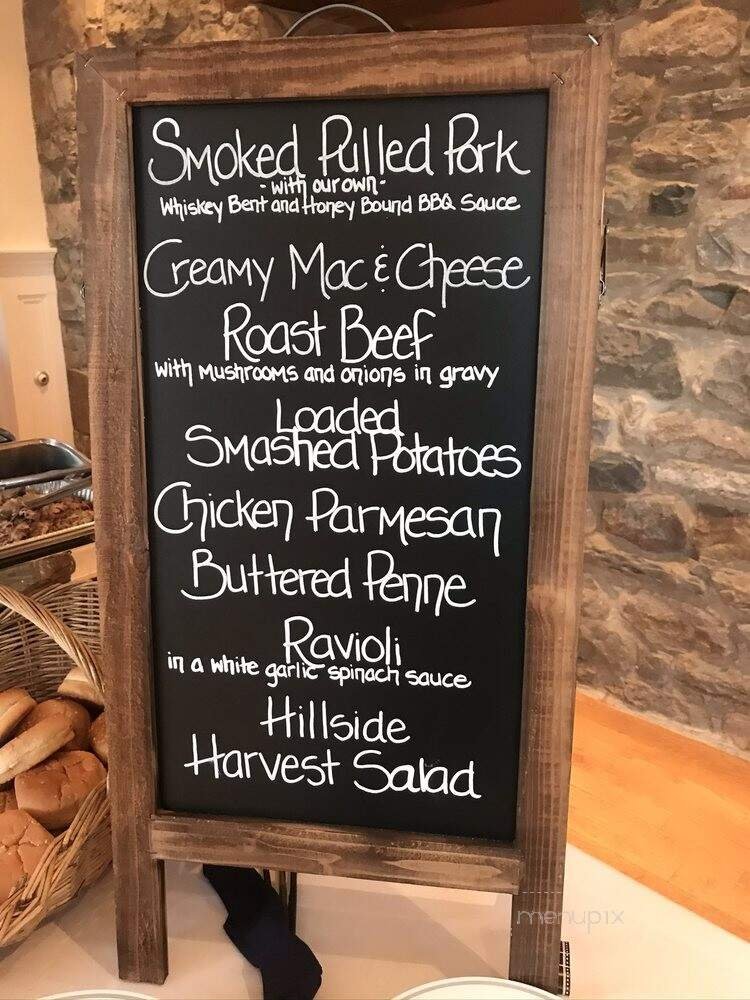 Smoked Pulled Pork
- with our own -
Whiskey Bent and Honey Bound BBQ Sauce
Creamy Mac & Cheese
Roast Beef
with mushrooms and onions in gravy
Loaded
Smashed Potatoes
Chicken Parmesan
Buttered Penne
Ravioli
in a white garlic spinach sauce
Hillside
Harvest Salad
menupix